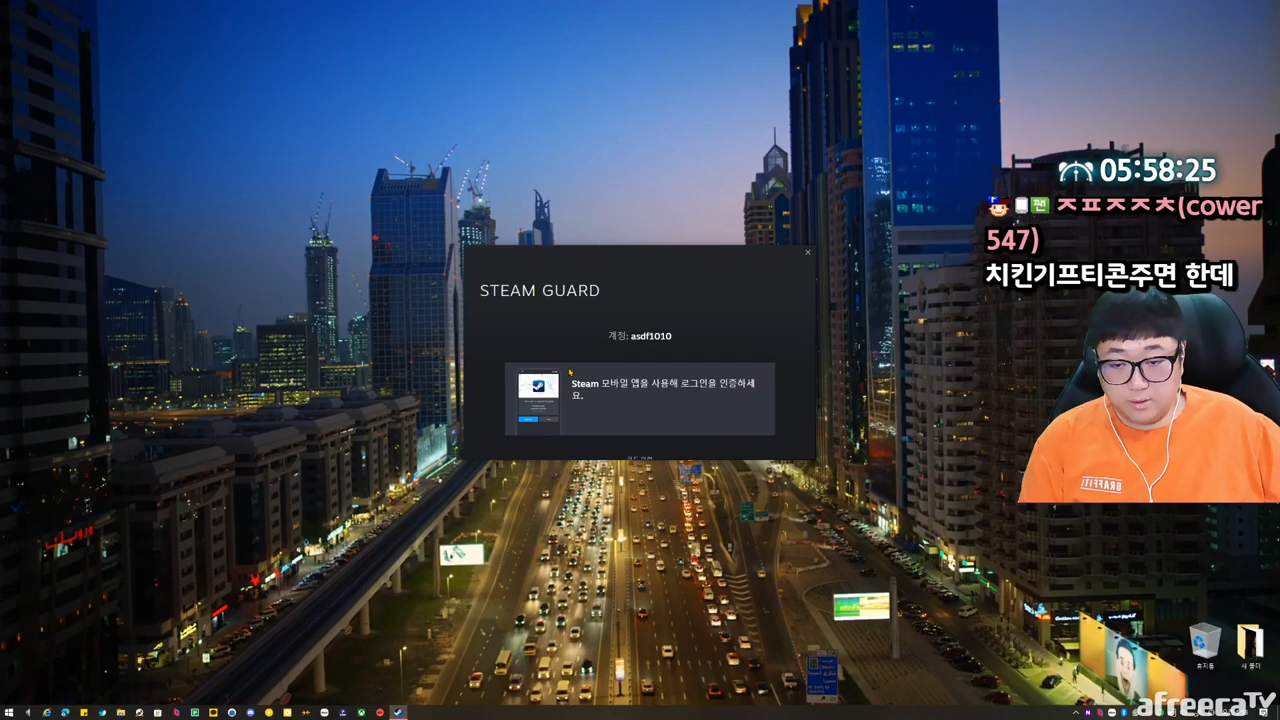 05:58:25
팬 ㅈㅍㅈㅈㅊ(cower
547)
치킨기프티콘주면 한데
STEAM GUARD
계정: asdf1010
Steam 모바일 앱을 사용해 로그인을 인증하세
요.
GRAFFITI
휴지통
새 폴더
afreecaTV